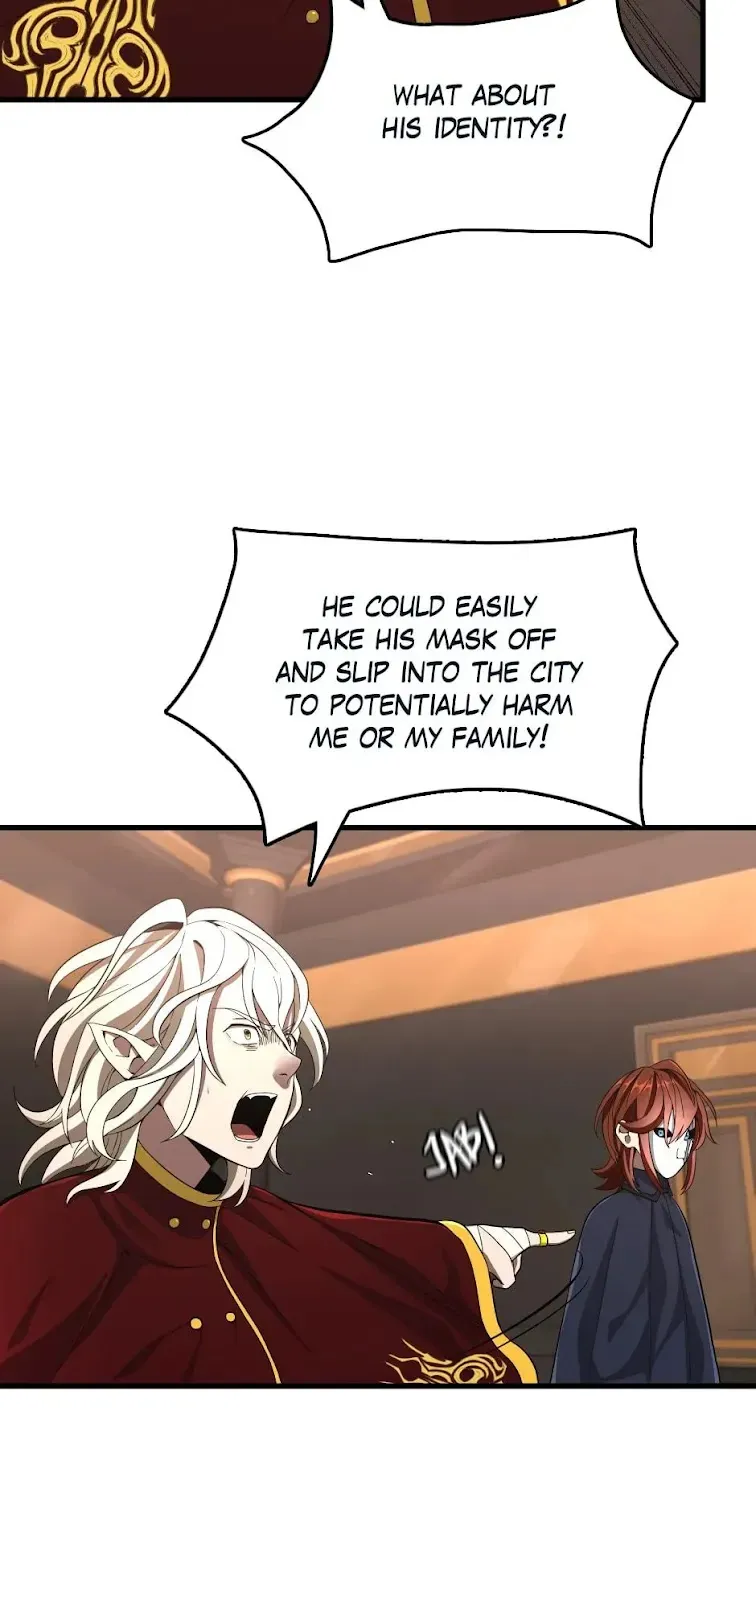 WHAT ABOUT
HIS IDENTITY?!
HE COULD EASILY
TAKE HIS MASK OFF
AND SLIP INTO THE CITY
TO POTENTIALLY HARM
ME OR MY FAMILY!
JAB!